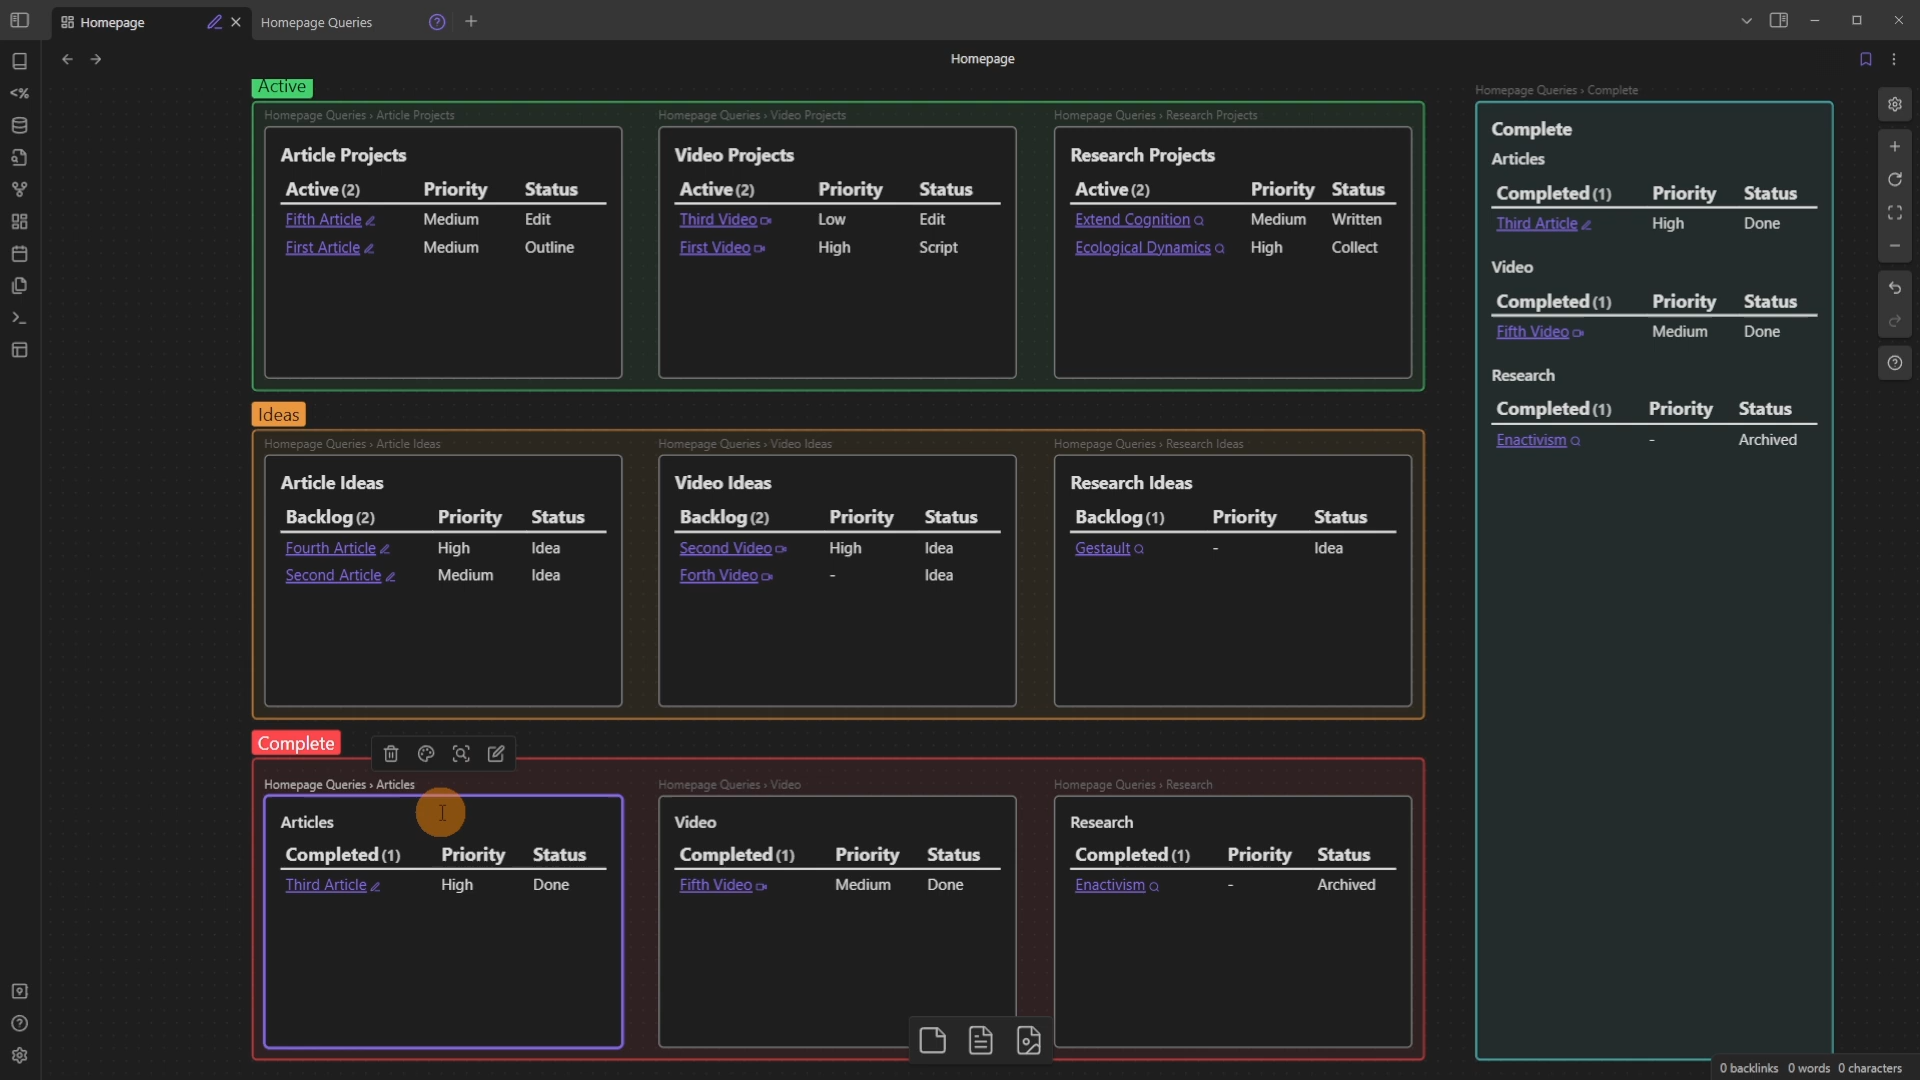 Homepage
Homepage Queries
Homepage
Active
Homepage Queries › Article Projects
Article Projects
Active (2) Priority Status
Fifth Article Medium Edit
First Article Medium Outline
Homepage Queries › Video Projects
Video Projects
Active (2) Priority Status
Third Video Low Edit
First Video High Script
Homepage Queries › Research Projects
Research Projects
Active (2) Priority Status
Extend Cognition Medium Written
Ecological Dynamics High Collect
Ideas
Homepage Queries › Article Ideas
Article Ideas
Backlog (2) Priority Status
Fourth Article High Idea
Second Article Medium Idea
Homepage Queries › Video Ideas
Video Ideas
Backlog (2) Priority Status
Second Video High Idea
Forth Video - Idea
Homepage Queries › Research Ideas
Research Ideas
Backlog (1) Priority Status
Gestault - Idea
Complete
Homepage Queries › Articles
Articles
Completed (1) Priority Status
Third Article High Done
Homepage Queries › Video
Video
Completed (1) Priority Status
Fifth Video Medium Done
Homepage Queries › Research
Research
Completed (1) Priority Status
Enactivism - Archived
Homepage Queries › Complete
Complete
Articles
Completed (1) Priority Status
Third Article High Done
Video
Completed (1) Priority Status
Fifth Video Medium Done
Research
Completed (1) Priority Status
Enactivism - Archived
0 backlinks 0 words 0 characters